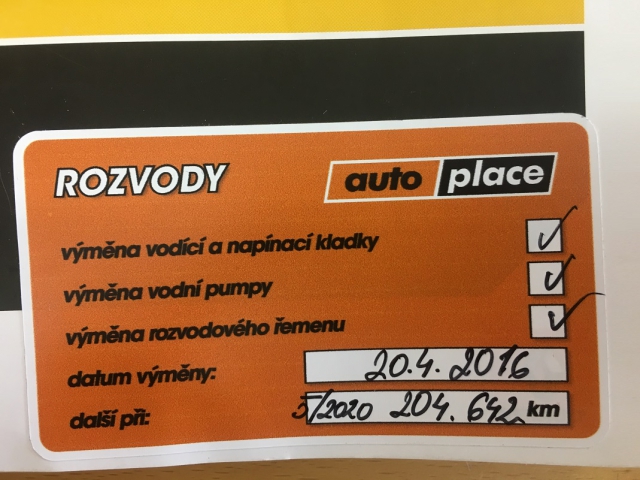 ROZVODY
auto place
výměna vodící a napínací kladky
výměna vodní pumpy
výměna rozvodového řemenu
datum výměny: 20.4.2016
další při: 5/2020 204.642 km